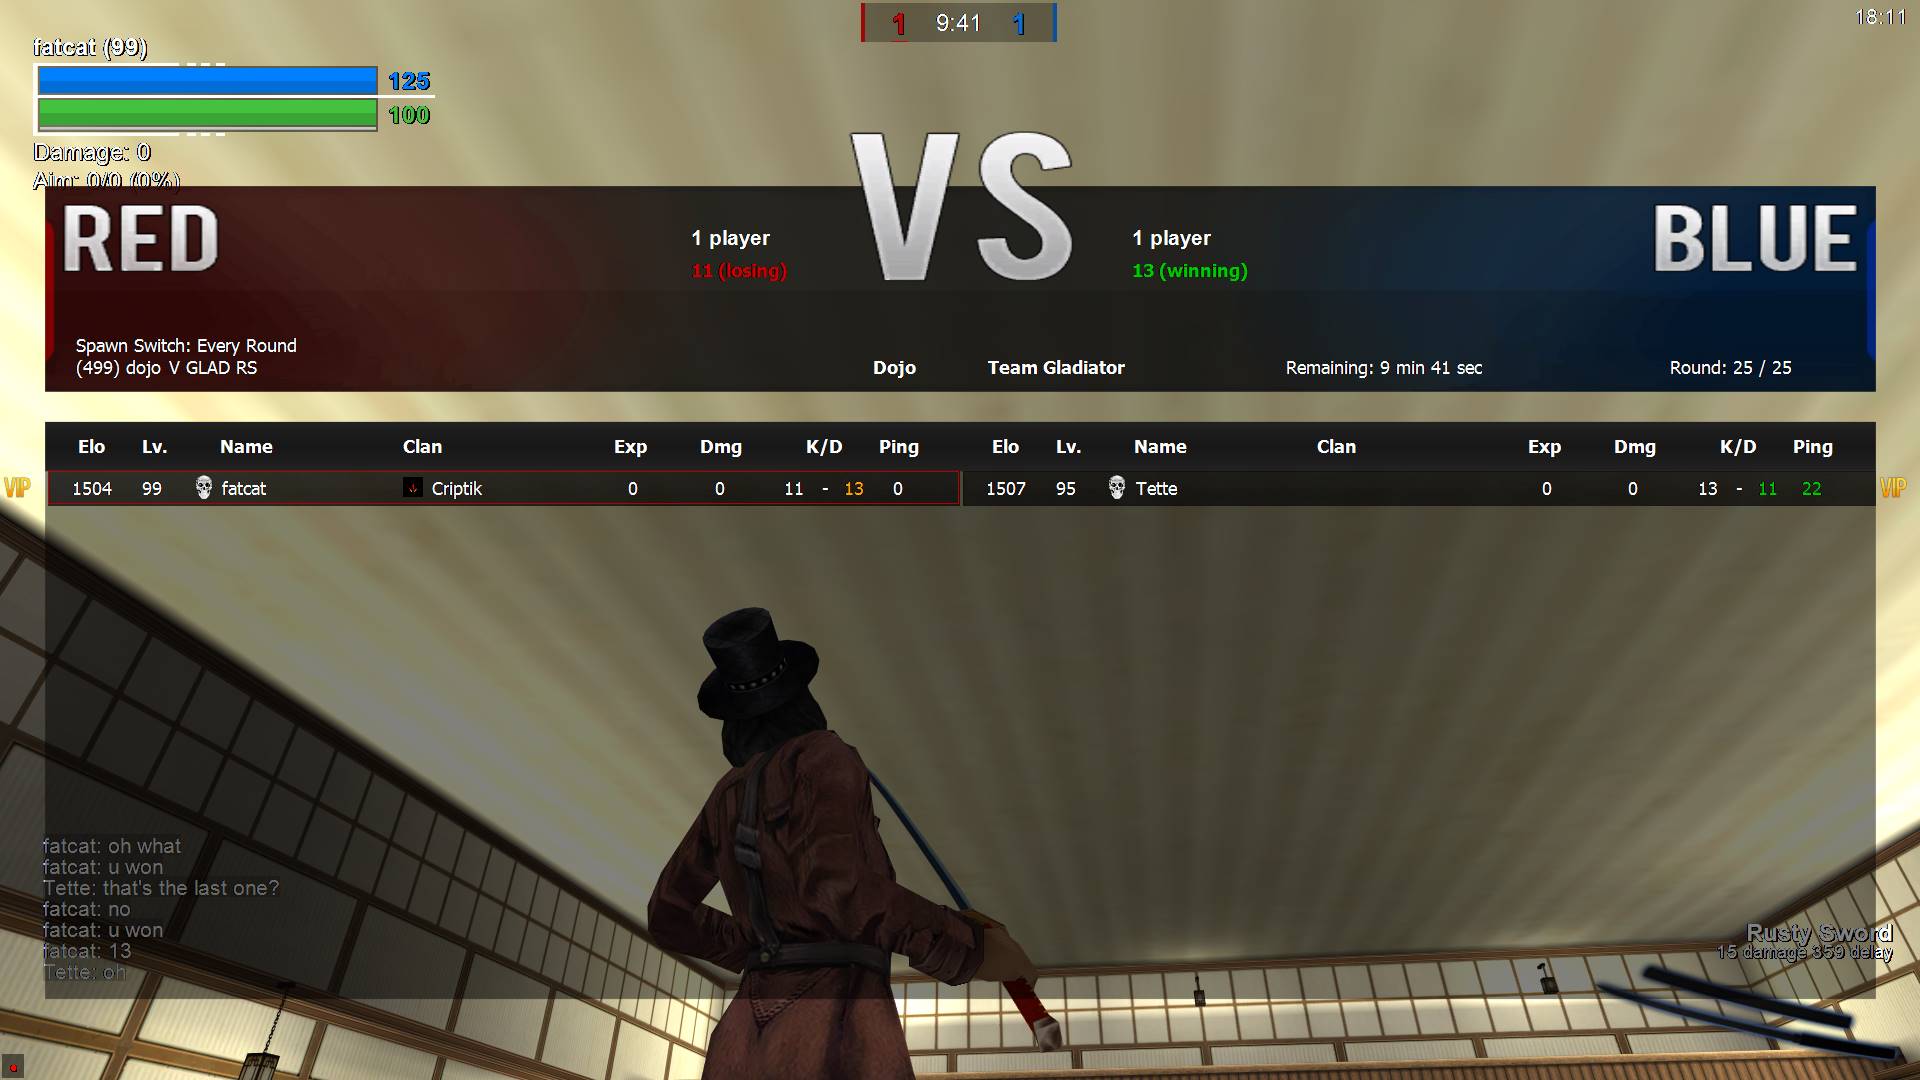 1 9:41 1
18:11
fatcat (99)
125
100
Damage: 0
Aim: 0/0 (0%)
VS
RED
BLUE
1 player
11 (losing)
1 player
13 (winning)
Spawn Switch: Every Round
(499) dojo V GLAD RS
Dojo
Team Gladiator
Remaining: 9 min 41 sec
Round: 25 / 25
Elo Lv. Name Clan Exp Dmg K/D Ping
Elo Lv. Name Clan Exp Dmg K/D Ping
VIP 1504 99 fatcat Criptik 0 0 11 - 13 0
1507 95 Tette 0 0 13 - 11 22 VIP
fatcat: oh what
fatcat: u won
Tette: that's the last one?
fatcat: no
fatcat: u won
fatcat: 13
Tette: oh
Rusty Sword
15 damage 359 delay